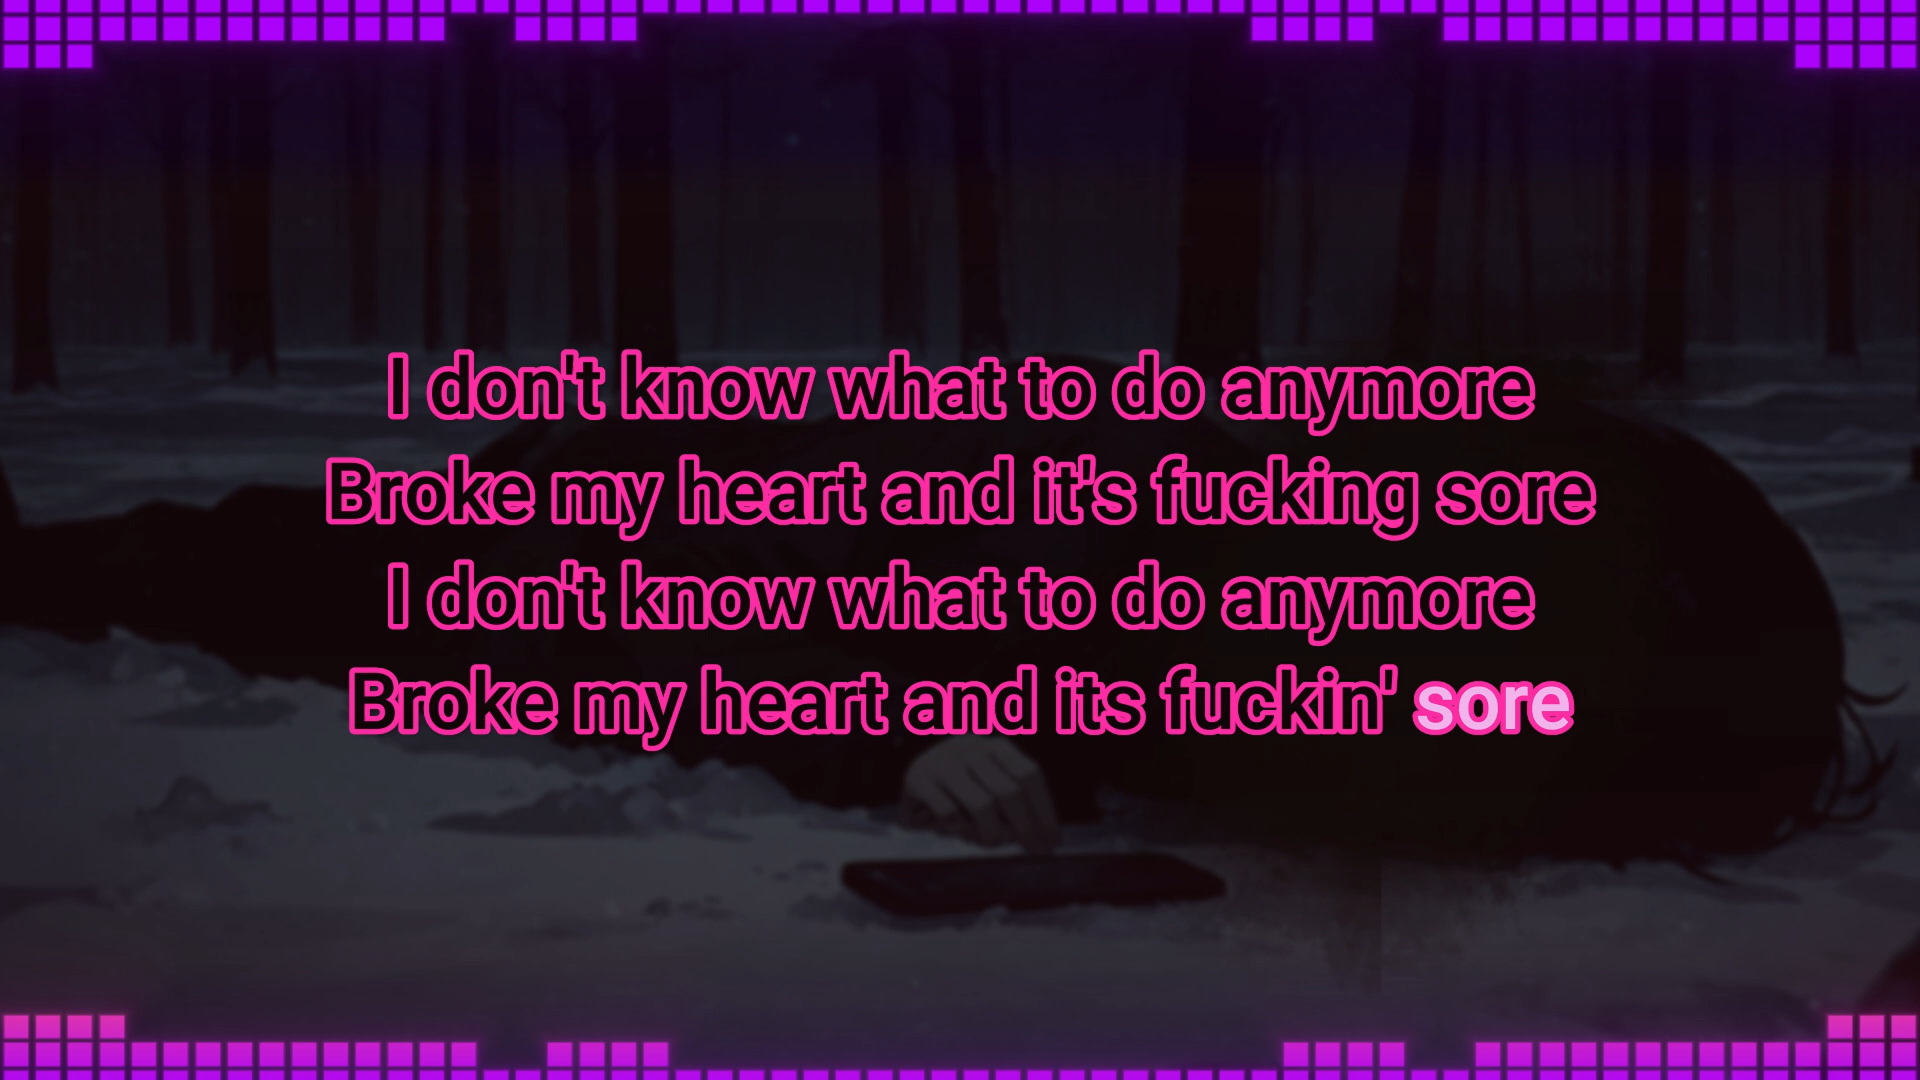 I don't know what to do anymore
Broke my heart and it's fucking sore
I don't know what to do anymore
Broke my heart and its fuckin' sore